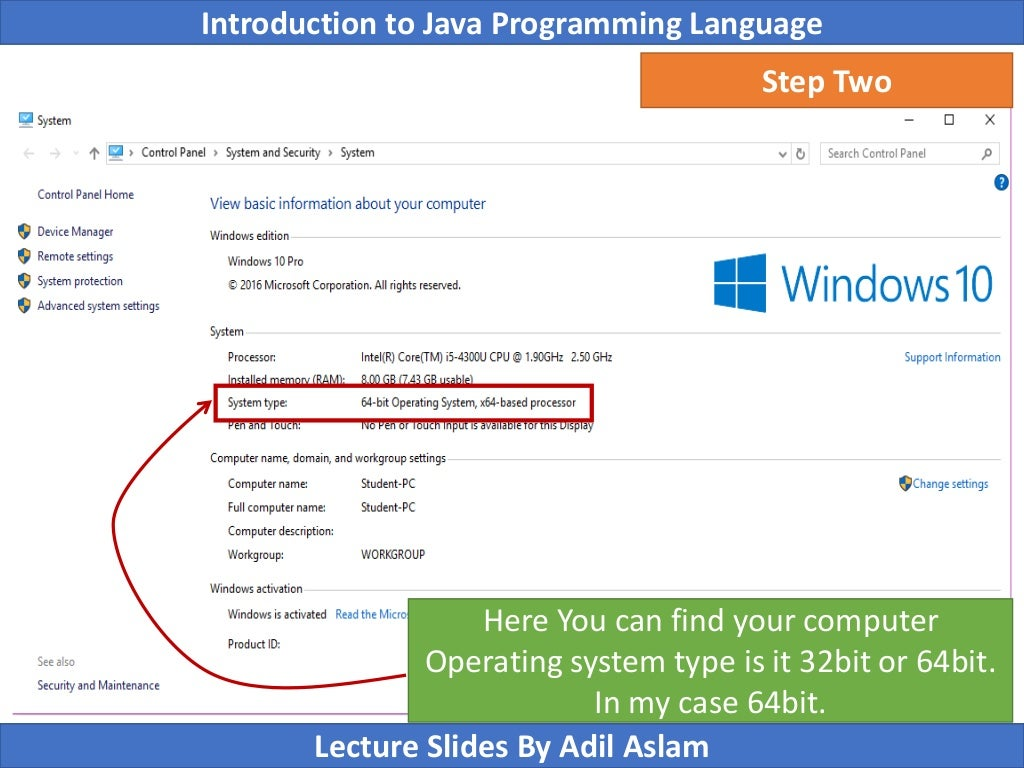 Introduction to Java Programming Language
Step Two
System
Control Panel › System and Security › System
Search Control Panel
?
Control Panel Home
Device Manager
Remote settings
System protection
Advanced system settings
View basic information about your computer
Windows edition
Windows 10 Pro
© 2016 Microsoft Corporation. All rights reserved.
Windows 10
System
Processor: Intel(R) Core(TM) i5-4300U CPU @ 1.90GHz 2.50 GHz
Support Information
Installed memory (RAM): 8.00 GB (7.43 GB usable)
System type: 64-bit Operating System, x64-based processor
Pen and Touch: No Pen or Touch Input is available for this Display
Computer name, domain, and workgroup settings
Computer name: Student-PC
Change settings
Full computer name: Student-PC
Computer description:
Workgroup: WORKGROUP
Windows activation
Windows is activated Read the Micros
Product ID:
See also
Security and Maintenance
Here You can find your computer
Operating system type is it 32bit or 64bit.
In my case 64bit.
Lecture Slides By Adil Aslam